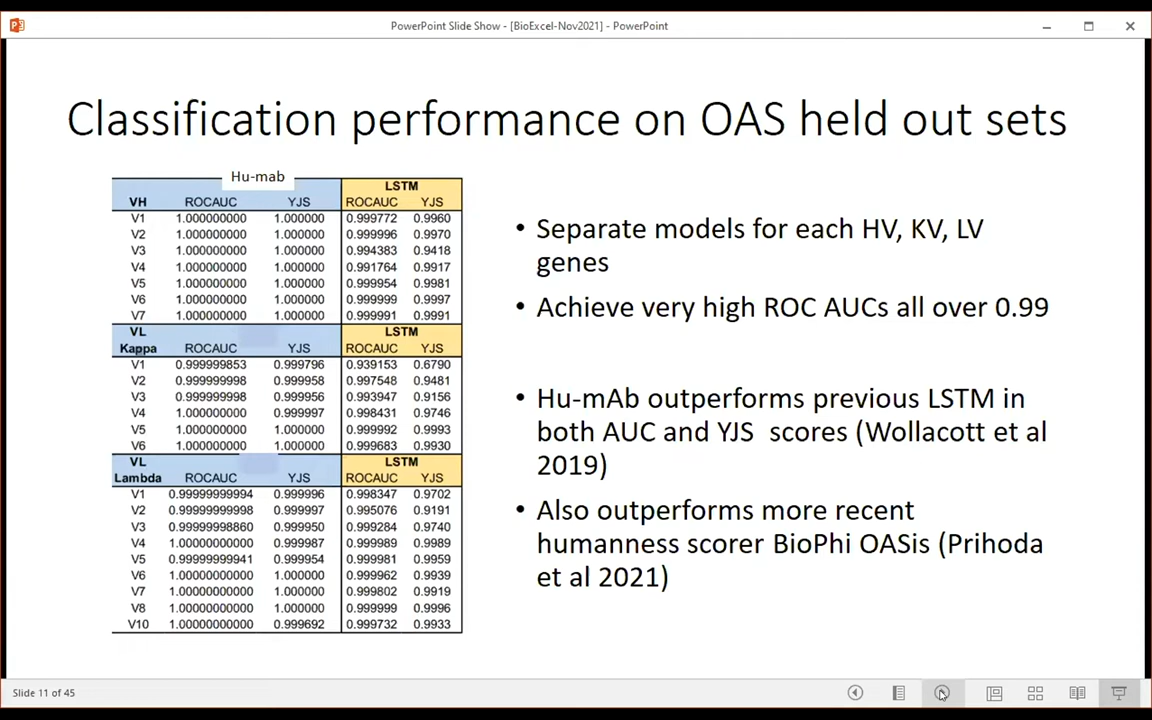 PowerPoint Slide Show - [BioExcel-Nov2021] - PowerPoint
Classification performance on OAS held out sets
Hu-mab
LSTM
VH ROCAUC YJS ROCAUC YJS
V1 1.000000000 1.000000 0.999772 0.9960
V2 1.000000000 1.000000 0.999996 0.9970
V3 1.000000000 1.000000 0.994383 0.9418
V4 1.000000000 1.000000 0.991764 0.9917
V5 1.000000000 1.000000 0.999954 0.9981
V6 1.000000000 1.000000 0.999999 0.9997
V7 1.000000000 1.000000 0.999991 0.9991
VL LSTM
Kappa ROCAUC YJS ROCAUC YJS
V1 0.999999853 0.999796 0.939153 0.6790
V2 0.999999998 0.999958 0.997548 0.9481
V3 0.999999998 0.999956 0.993947 0.9156
V4 1.000000000 0.999997 0.998431 0.9746
V5 1.000000000 1.000000 0.999992 0.9993
V6 1.000000000 1.000000 0.999683 0.9930
VL LSTM
Lambda ROCAUC YJS ROCAUC YJS
V1 0.99999999994 0.999996 0.998347 0.9702
V2 0.99999999998 0.999997 0.995076 0.9191
V3 0.99999998860 0.999950 0.999284 0.9740
V4 1.00000000000 0.999987 0.999989 0.9989
V5 0.99999999941 0.999954 0.999981 0.9959
V6 1.00000000000 1.000000 0.999962 0.9939
V7 1.00000000000 1.000000 0.999802 0.9919
V8 1.00000000000 1.000000 0.999999 0.9996
V10 1.00000000000 0.999692 0.999732 0.9933
• Separate models for each HV, KV, LV
genes
• Achieve very high ROC AUCs all over 0.99
• Hu-mAb outperforms previous LSTM in
both AUC and YJS scores (Wollacott et al
2019)
• Also outperforms more recent
humanness scorer BioPhi OASis (Prihoda
et al 2021)
Slide 11 of 45